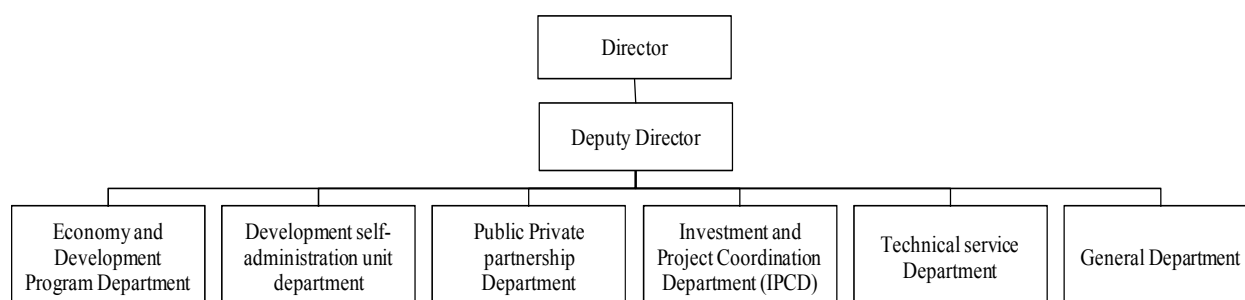 Director
Deputy Director
Economy and
Development
Program Department
Development self-
administration unit
department
Public Private
partnership
Department
Investment and
Project Coordination
Department (IPCD)
Technical service
Department
General Department